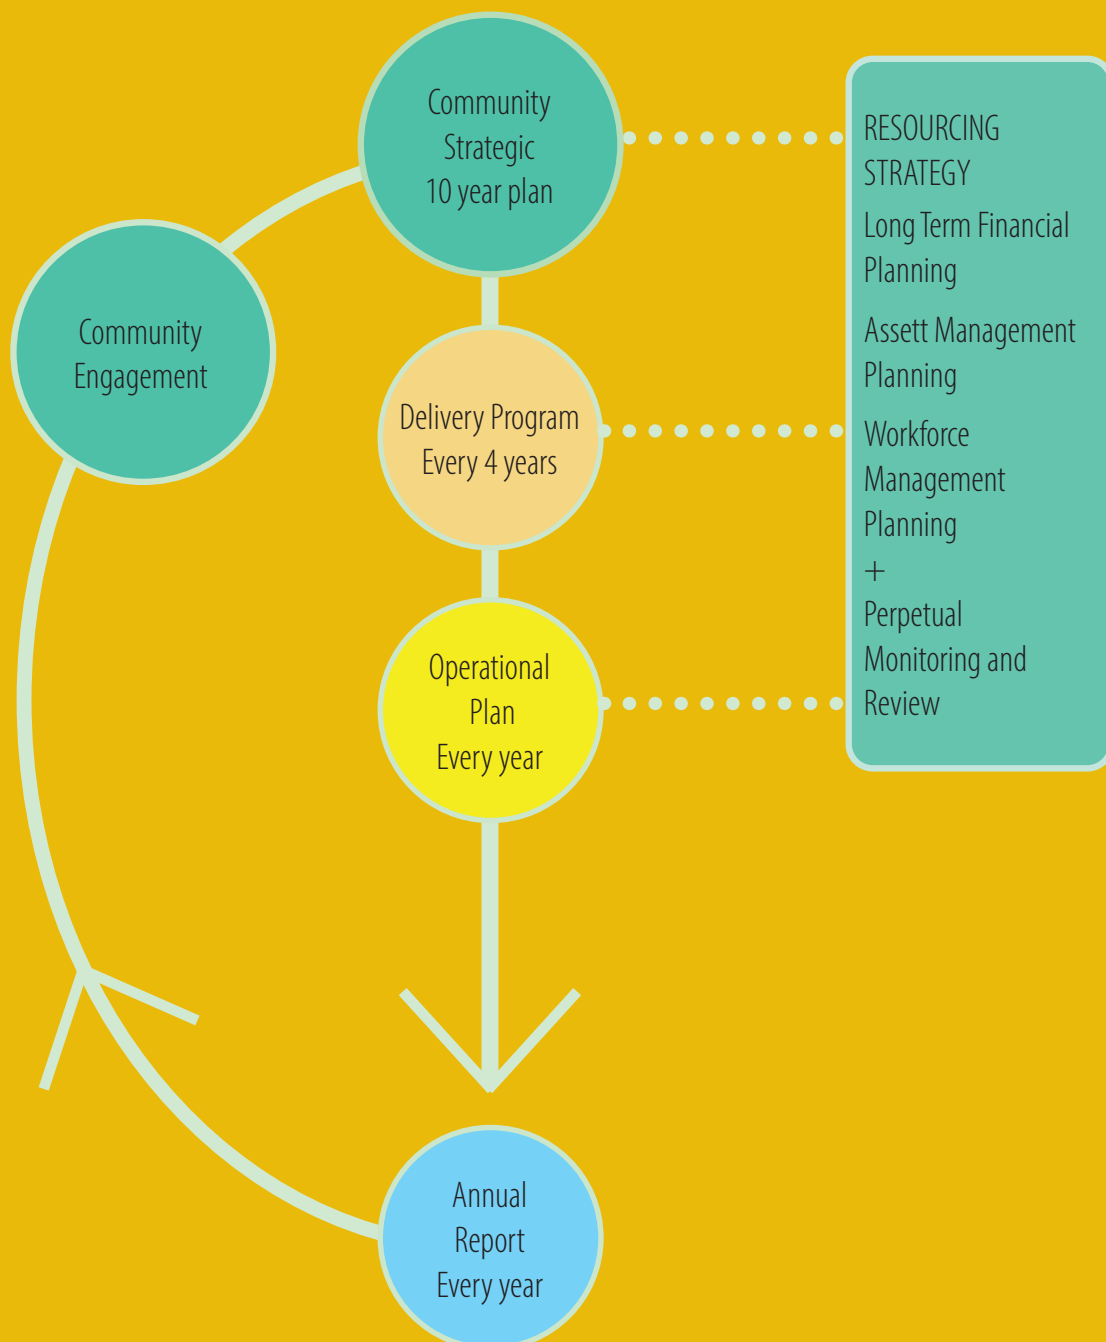 Community
Strategic
10 year plan
Community
Engagement
Delivery Program
Every 4 years
Operational
Plan
Every year
Annual
Report
Every year
RESOURCING
STRATEGY
Long Term Financial
Planning
Assett Management
Planning
Workforce
Management
Planning
+
Perpetual
Monitoring and
Review